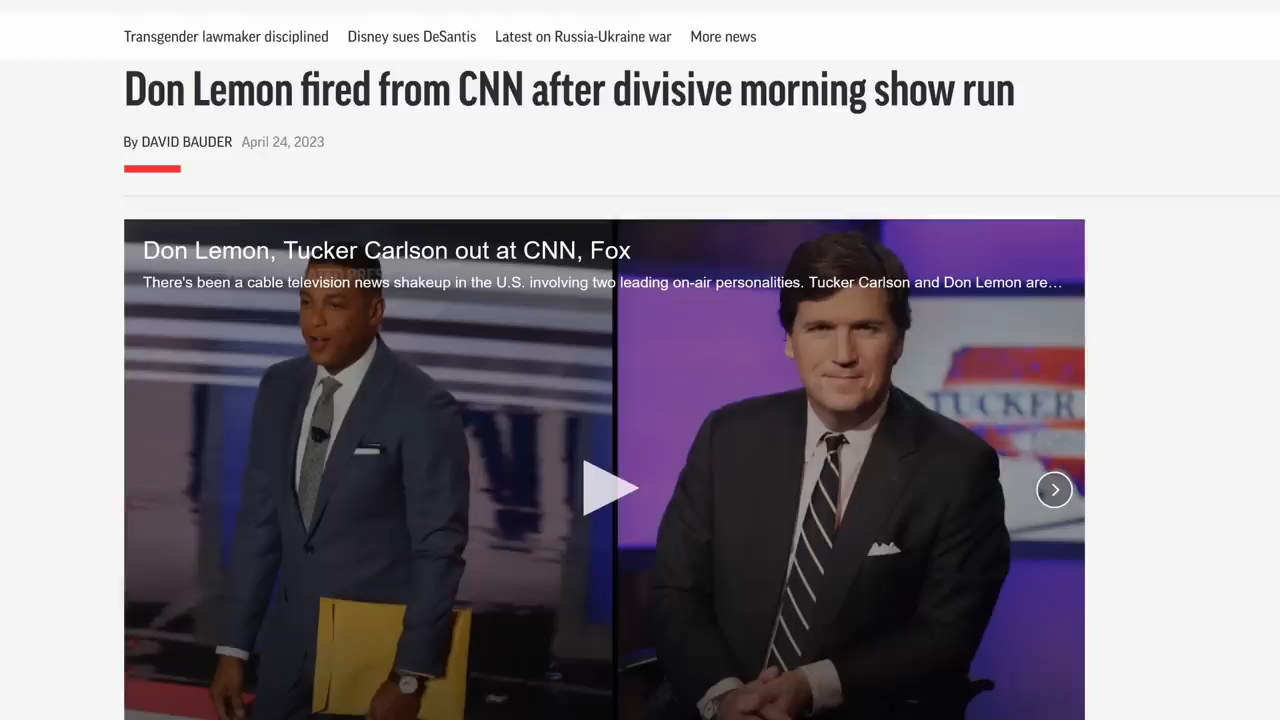 Transgender lawmaker disciplined Disney sues DeSantis Latest on Russia-Ukraine war More news
Don Lemon fired from CNN after divisive morning show run
By DAVID BAUDER April 24, 2023
Don Lemon, Tucker Carlson out at CNN, Fox
There's been a cable television news shakeup in the U.S. involving two leading on-air personalities. Tucker Carlson and Don Lemon are…
TUCKER